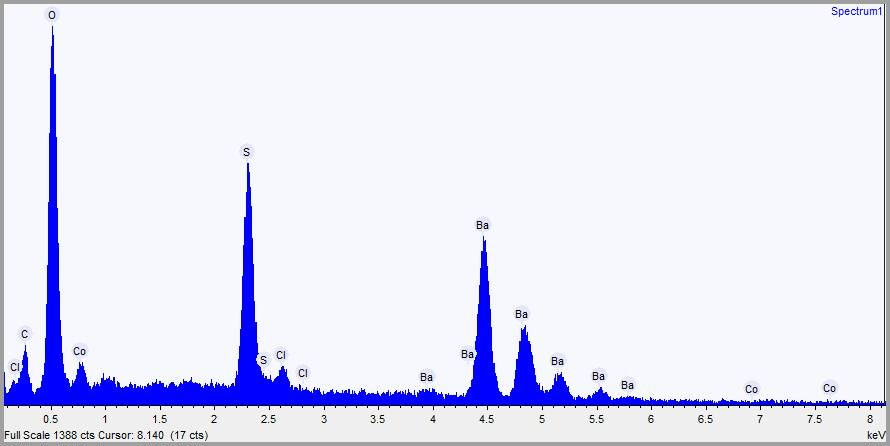 Spectrum1
O
S
Ba
C
Cl
Co
S
Cl
Cl
Ba
Ba
Ba
Ba
Ba
Ba
Co
Co
0.5 1 1.5 2 2.5 3 3.5 4 4.5 5 5.5 6 6.5 7 7.5 8
Full Scale 1388 cts Cursor: 8.140 (17 cts) keV